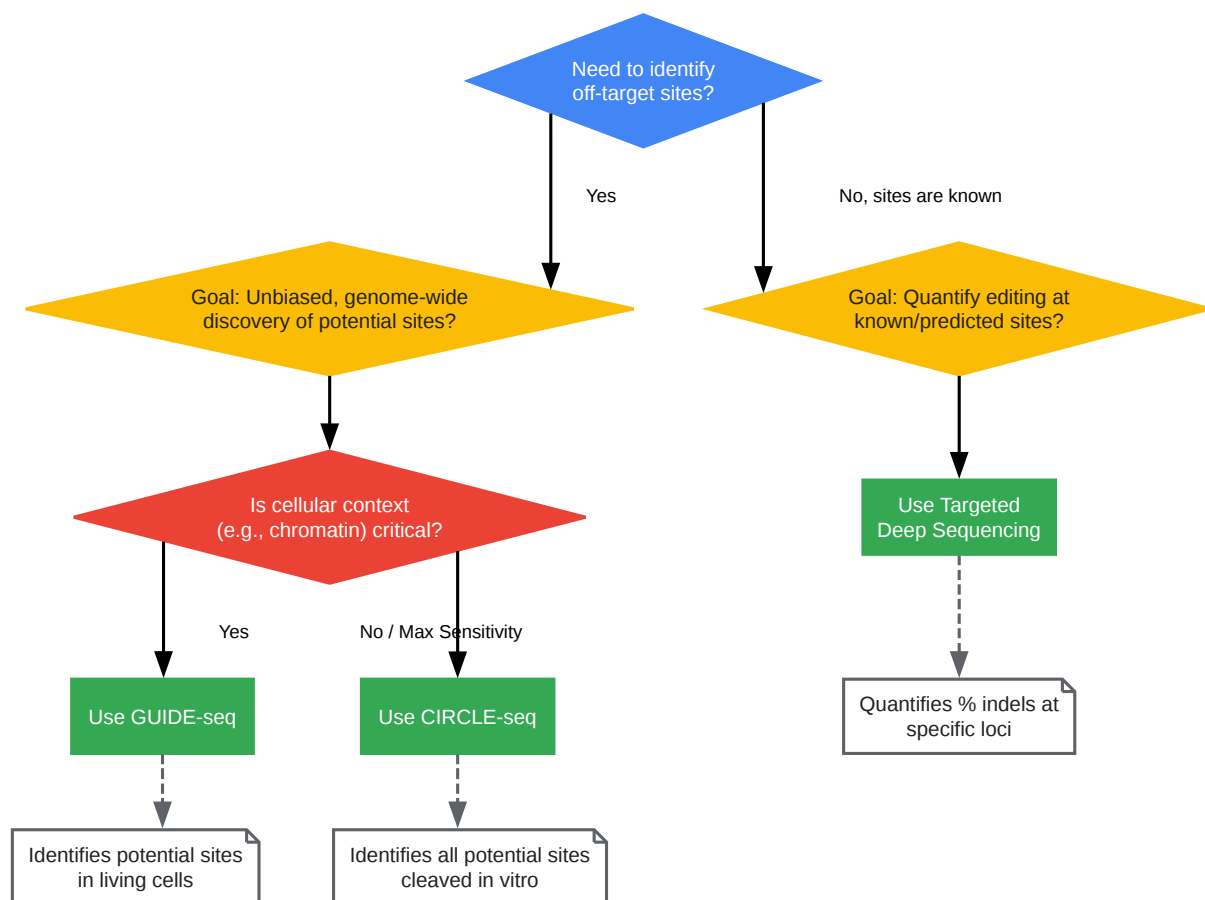 Need to identify
off-target sites?
Yes
No, sites are known
Goal: Unbiased, genome-wide
discovery of potential sites?
Goal: Quantify editing at
known/predicted sites?
Is cellular context
(e.g., chromatin) critical?
Use Targeted
Deep Sequencing
Yes
No / Max Sensitivity
Use GUIDE-seq
Use CIRCLE-seq
Quantifies % indels at
specific loci
Identifies potential sites
in living cells
Identifies all potential sites
cleaved in vitro